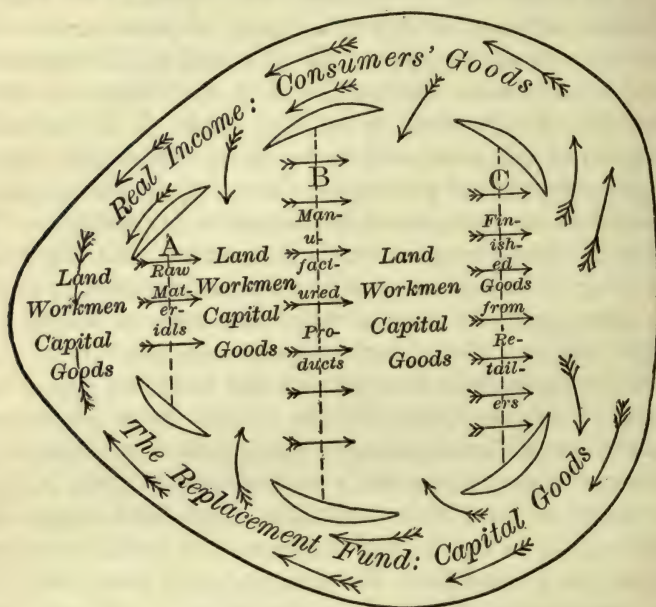 Real Income: Consumers' Goods
A
B
C
Raw
Mat-
er-
ials
Man-
u-
fact-
ured
Pro-
ducts
Fin-
ish-
ed
Goods
from
Re-
tail-
ers
Land
Workmen
Capital
Goods
Land
Workmen
Capital
Goods
Land
Workmen
Capital
Goods
The Replacement Fund: Capital Goods